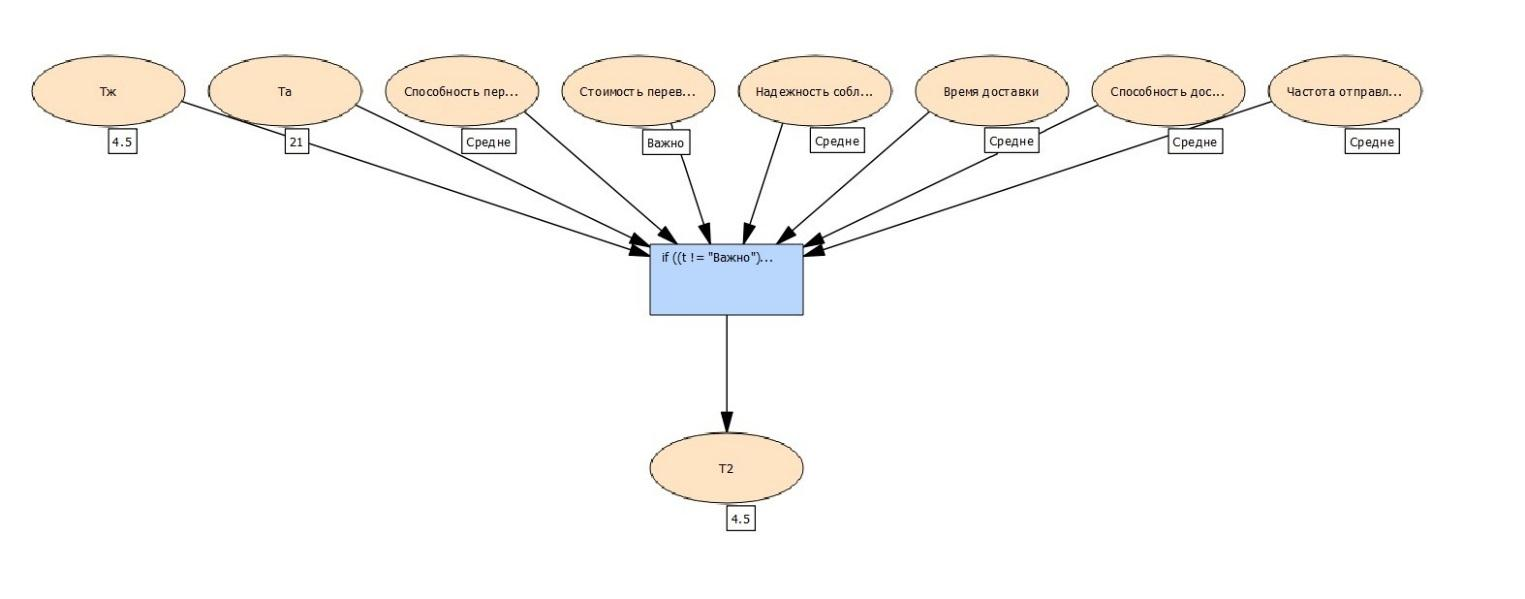 Тж
Та
Способность пер...
Стоимость перев...
Надежность собл...
Время доставки
Способность дос...
Частота отправл...
4.5
21
Средне
Важно
Средне
Средне
Средне
Средне
if ((t != "Важно")...
Т2
4.5